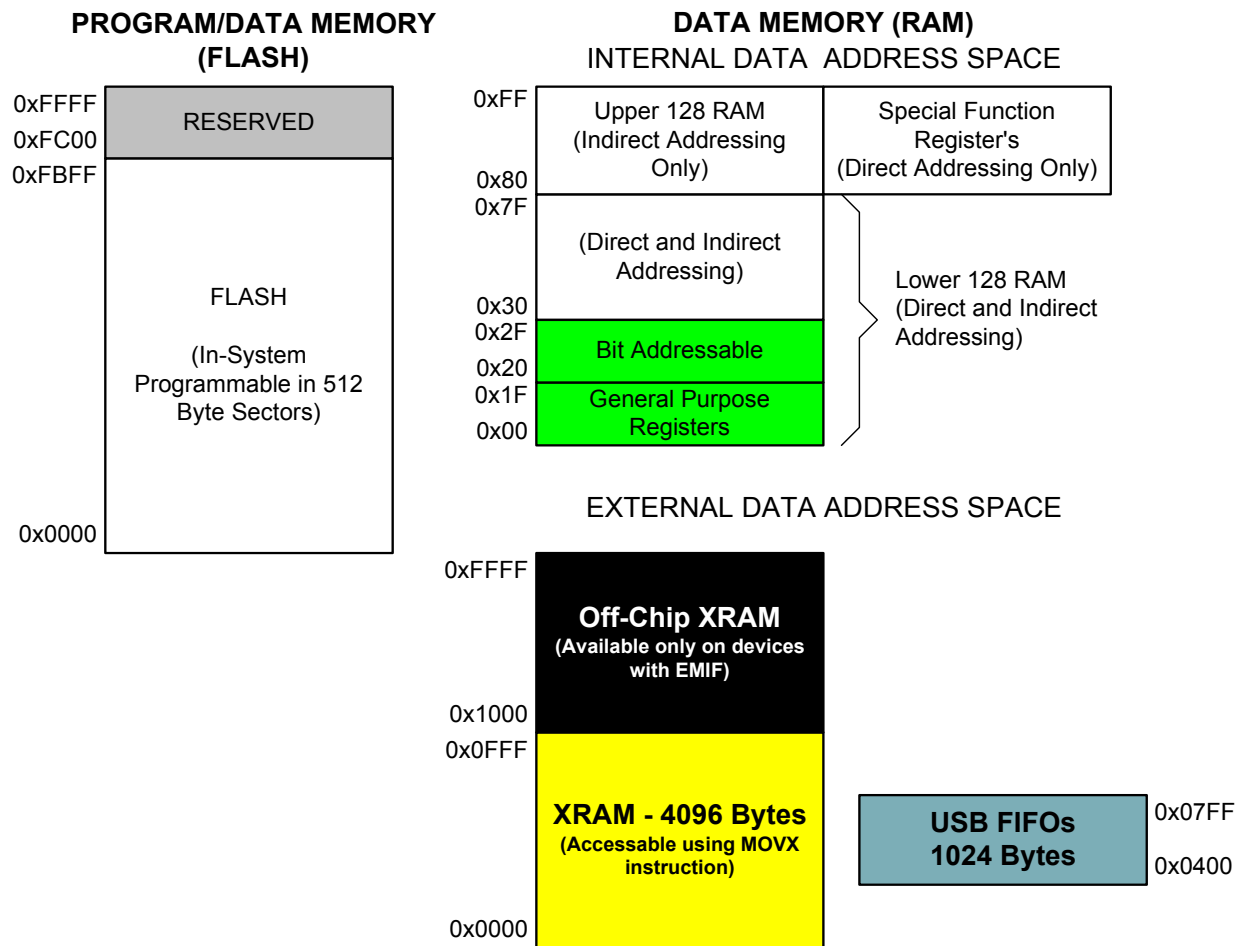 PROGRAM/DATA MEMORY
(FLASH)
0xFFFF
RESERVED
0xFC00
0xFBFF
FLASH
(In-System
Programmable in 512
Byte Sectors)
0x0000
DATA MEMORY (RAM)
INTERNAL DATA ADDRESS SPACE
0xFF
Upper 128 RAM
(Indirect Addressing
Only)
0x80
Special Function
Register's
(Direct Addressing Only)
0x7F
(Direct and Indirect
Addressing)
0x30
Lower 128 RAM
(Direct and Indirect
Addressing)
0x2F
Bit Addressable
0x20
0x1F
General Purpose
Registers
0x00
EXTERNAL DATA ADDRESS SPACE
0xFFFF
Off-Chip XRAM
(Available only on devices
with EMIF)
0x1000
0x0FFF
XRAM - 4096 Bytes
(Accessable using MOVX
instruction)
0x0000
USB FIFOs
1024 Bytes
0x07FF
0x0400